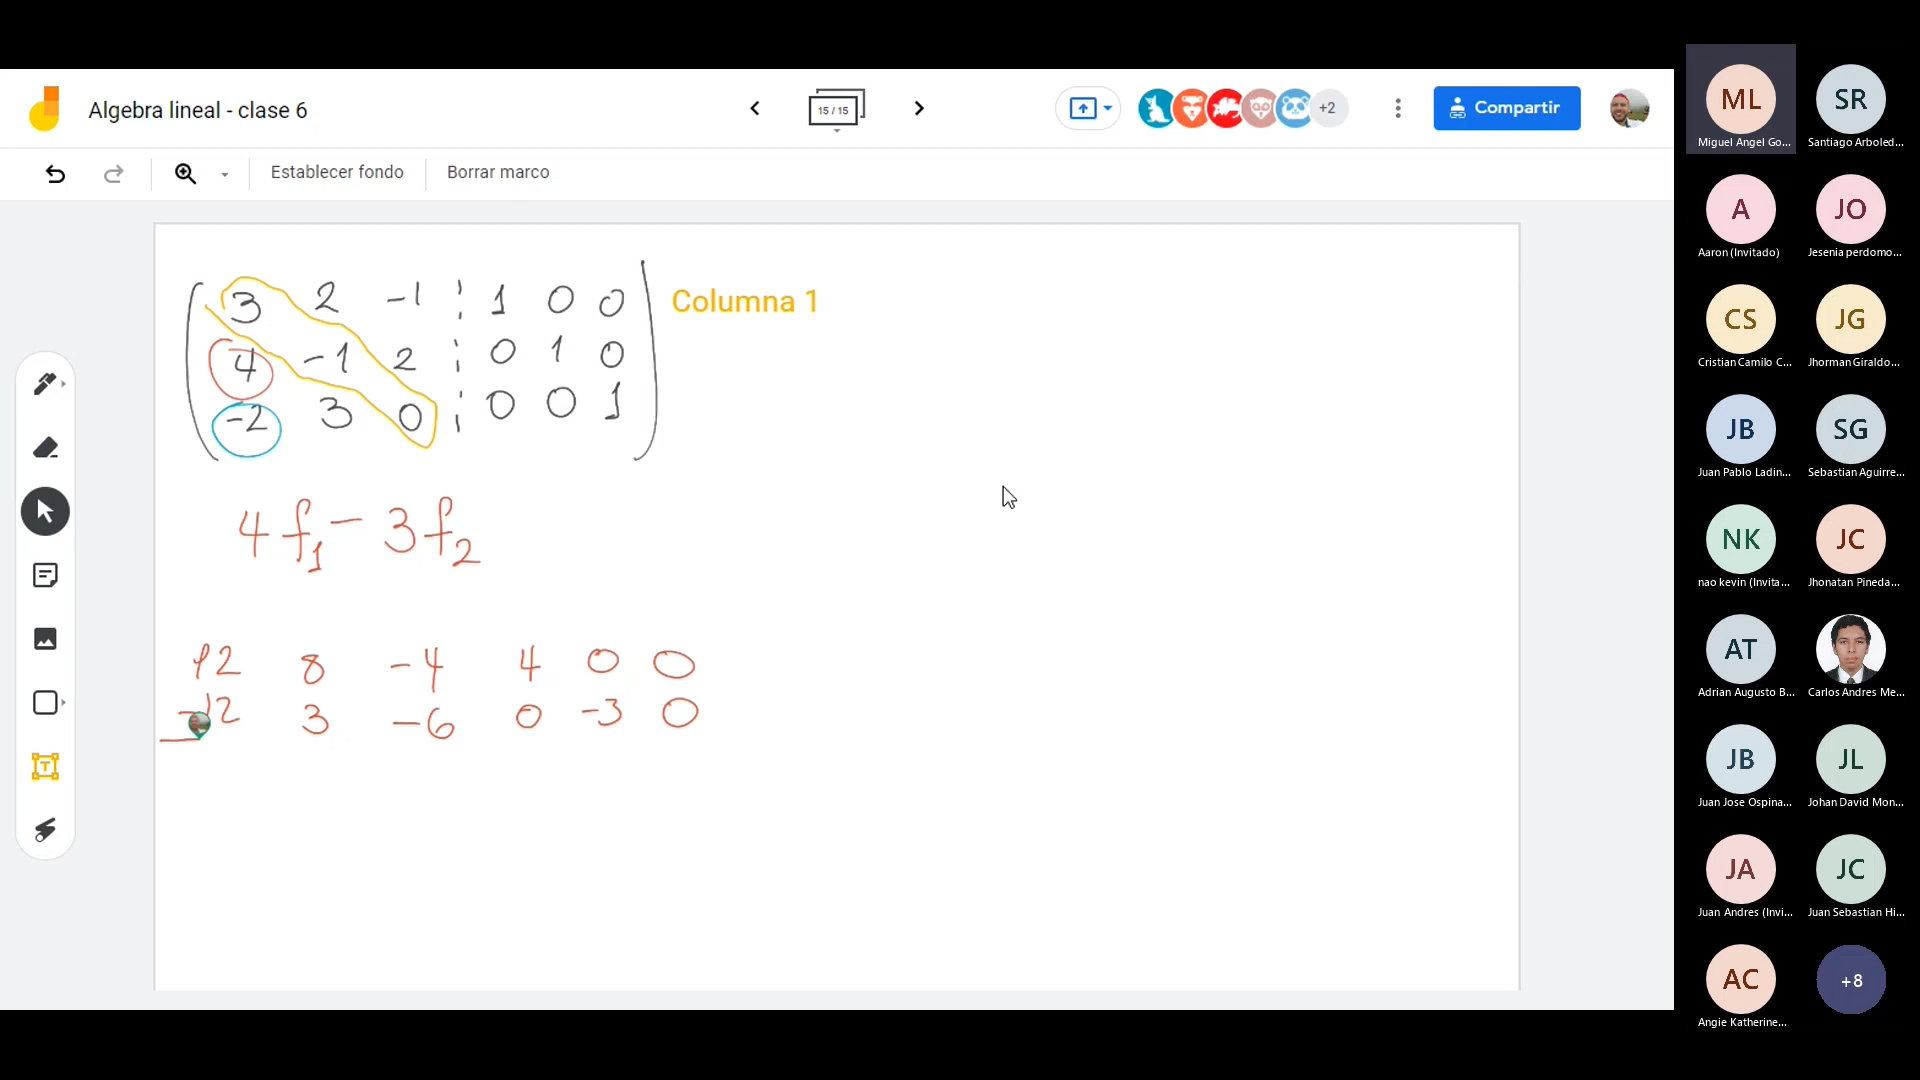 Algebra lineal - clase 6
15 / 15
+2
Compartir
Establecer fondo
Borrar marco
3 2 -1 ¦ 1 0 0
Columna 1
4 -1 2 ¦ 0 1 0
-2 3 0 ¦ 0 0 1
4f1 - 3f2
12 8 -4 4 0 0
-12 3 -6 0 -3 0
ML SR
Miguel Angel Go... Santiago Arboled...
A JO
Aaron (Invitado) Jesenia perdomo...
CS JG
Cristian Camilo C... Jhorman Giraldo...
JB SG
Juan Pablo Ladin... Sebastian Aguirre...
NK JC
nao kevin (Invita... Jhonatan Pineda...
AT
Adrian Augusto B... Carlos Andres Me...
JB JL
Juan Jose Ospina... Johan David Mon...
JA JC
Juan Andres (Invi... Juan Sebastian Hi...
AC +8
Angie Katherine...